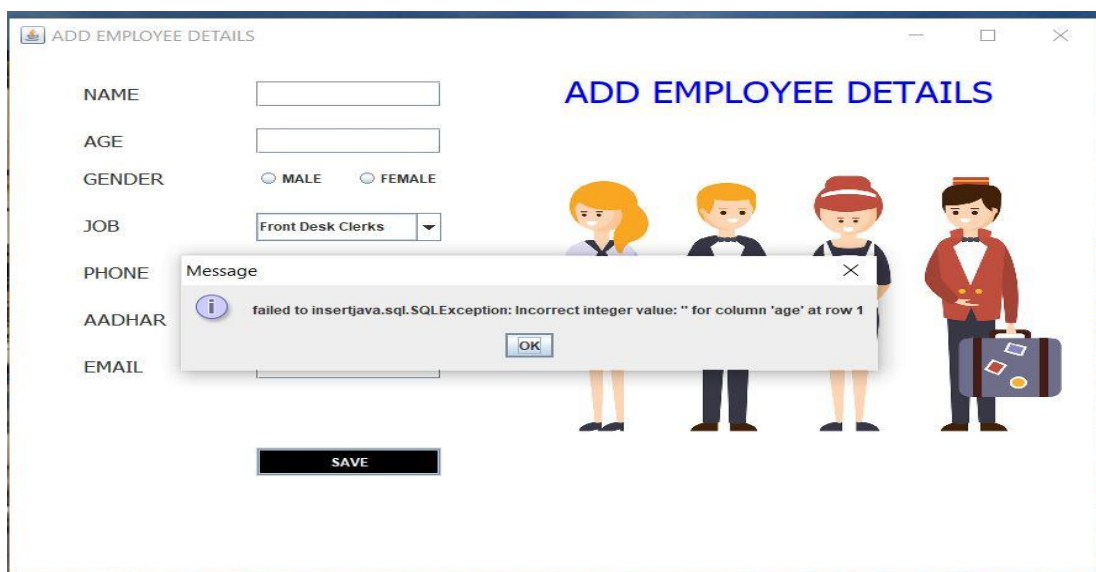 ADD EMPLOYEE DETAILS
NAME
ADD EMPLOYEE DETAILS
AGE
GENDER MALE FEMALE
JOB Front Desk Clerks
PHONE
Message
failed to insertjava.sql.SQLException: Incorrect integer value: '' for column 'age' at row 1
OK
AADHAR
EMAIL
SAVE